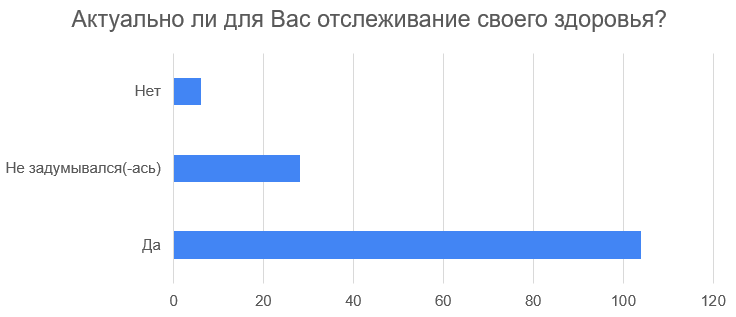 Актуально ли для Вас отслеживание своего здоровья?
Нет
Не задумывался(-ась)
Да
0 20 40 60 80 100 120